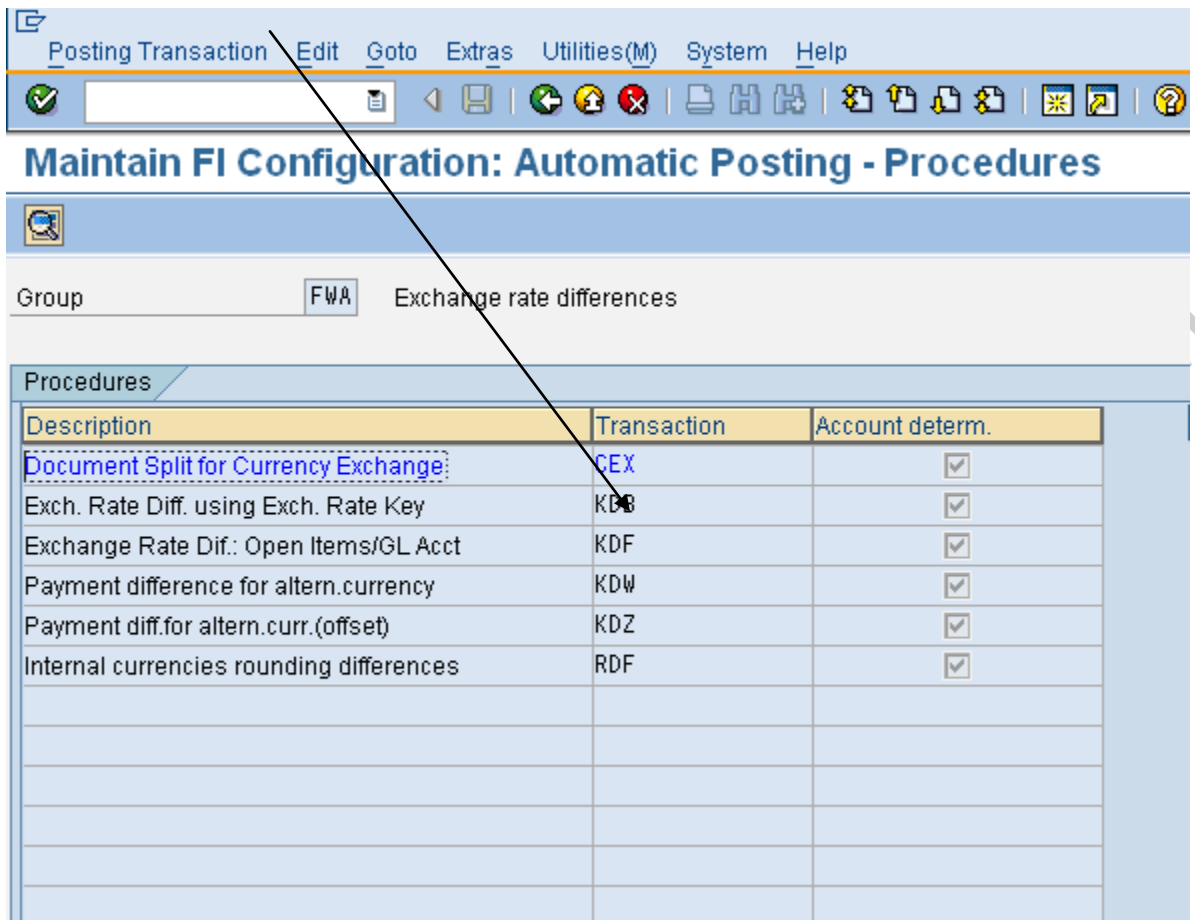 Posting Transaction Edit Goto Extras Utilities(M) System Help
Maintain FI Configuration: Automatic Posting - Procedures
Group FWA Exchange rate differences
Procedures
Description Transaction Account determ.
Document Split for Currency Exchange CEX
Exch. Rate Diff. using Exch. Rate Key KDB
Exchange Rate Dif.: Open Items/GL Acct KDF
Payment difference for altern.currency KDW
Payment diff.for altern.curr.(offset) KDZ
Internal currencies rounding differences RDF